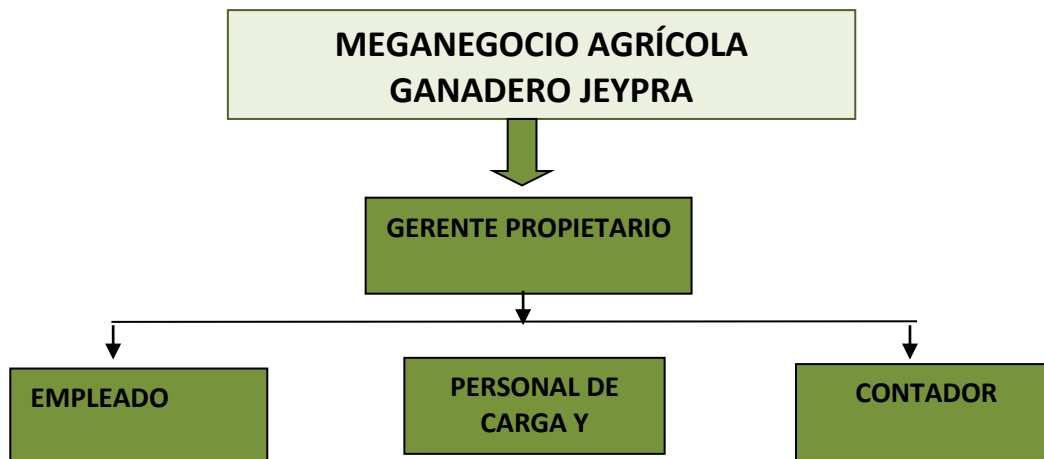 MEGANEGOCIO AGRÍCOLA
GANADERO JEYPRA
GERENTE PROPIETARIO
EMPLEADO
PERSONAL DE
CARGA Y
CONTADOR